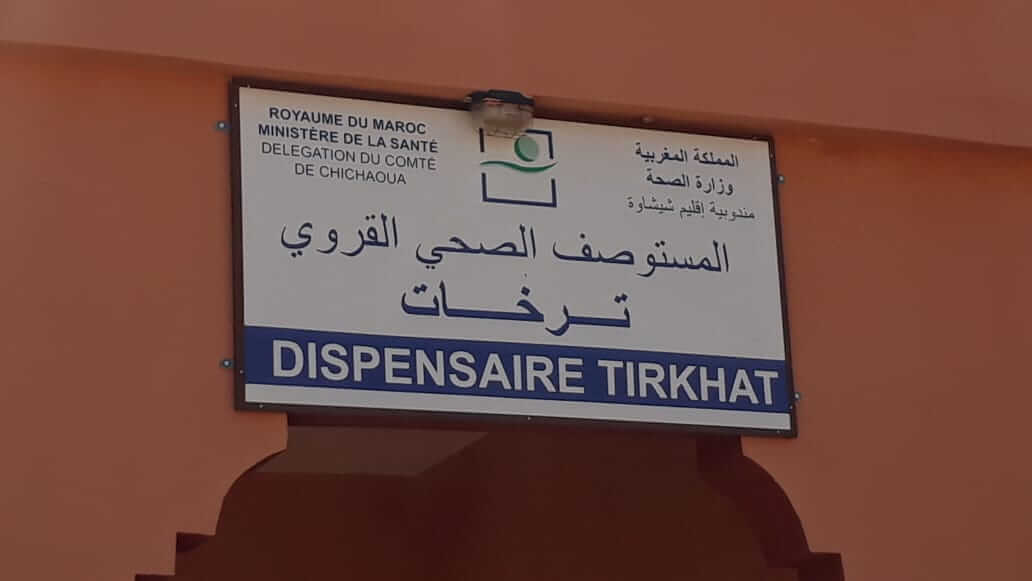 ROYAUME DU MAROC
MINISTÈRE DE LA SANTÉ
DELEGATION DU COMTÉ
DE CHICHAOUA
المملكة المغربية
وزارة الصحة
مندوبية إقليم شيشاوة
المستوصف الصحي القروي
تـــرخـــات
DISPENSAIRE TIRKHAT